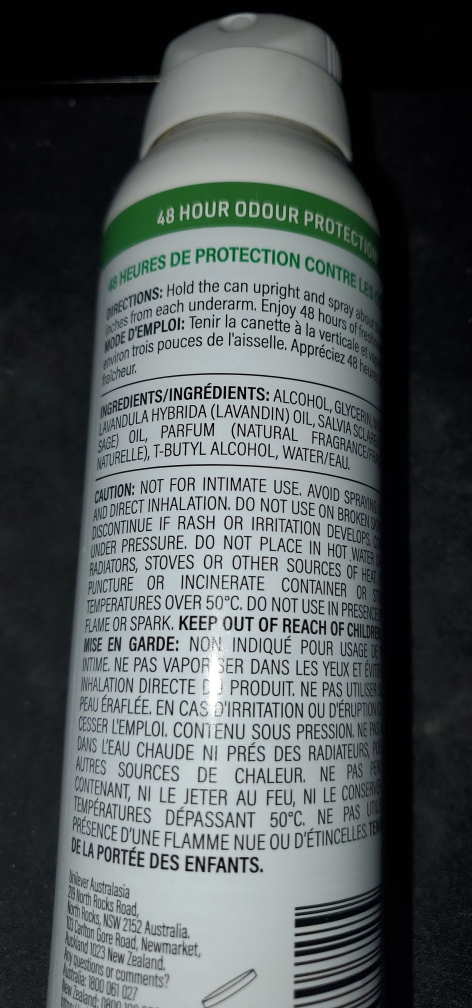 48 HOUR ODOUR PROTECTION
48 HEURES DE PROTECTION CONTRE LES
DIRECTIONS: Hold the can upright and spray about
inches from each underarm. Enjoy 48 hours of
MODE D'EMPLOI: Tenir la canette à la verticale et
environ trois pouces de l'aisselle. Appréciez 48 heures
fraîcheur.
INGREDIENTS/INGRÉDIENTS: ALCOHOL, GLYCERIN,
LAVANDULA HYBRIDA (LAVANDIN) OIL, SALVIA SCLAREA
SAGE) OIL, PARFUM (NATURAL FRAGRANCE/
NATURELLE), T-BUTYL ALCOHOL, WATER/EAU.
CAUTION: NOT FOR INTIMATE USE. AVOID SPRAYING
AND DIRECT INHALATION. DO NOT USE ON BROKEN
DISCONTINUE IF RASH OR IRRITATION DEVELOPS.
UNDER PRESSURE. DO NOT PLACE IN HOT WATER
RADIATORS, STOVES OR OTHER SOURCES OF HEAT.
PUNCTURE OR INCINERATE CONTAINER OR
TEMPERATURES OVER 50°C. DO NOT USE IN PRESENCE
FLAME OR SPARK. KEEP OUT OF REACH OF CHILDREN
MISE EN GARDE: NON INDIQUÉ POUR USAGE
INTIME. NE PAS VAPORISER DANS LES YEUX ET
INHALATION DIRECTE DU PRODUIT. NE PAS UTILISER
PEAU ÉRAFLÉE. EN CAS D'IRRITATION OU D'ÉRUPTION
CESSER L'EMPLOI. CONTENU SOUS PRESSION. NE PAS
DANS L'EAU CHAUDE NI PRÉS DES RADIATEURS,
AUTRES SOURCES DE CHALEUR. NE PAS
CONTENANT, NI LE JETER AU FEU, NI LE
TEMPÉRATURES DÉPASSANT 50°C. NE PAS
PRÉSENCE D'UNE FLAMME NUE OU D'ÉTINCELLES.
DE LA PORTÉE DES ENFANTS.
Unilever Australasia
North Rocks Road,
North Rocks, NSW 2152 Australia.
103 Carlton Gore Road, Newmarket,
Auckland 1023 New Zealand.
Any questions or comments?
Australia: 1800 061 027
New Zealand: 0800